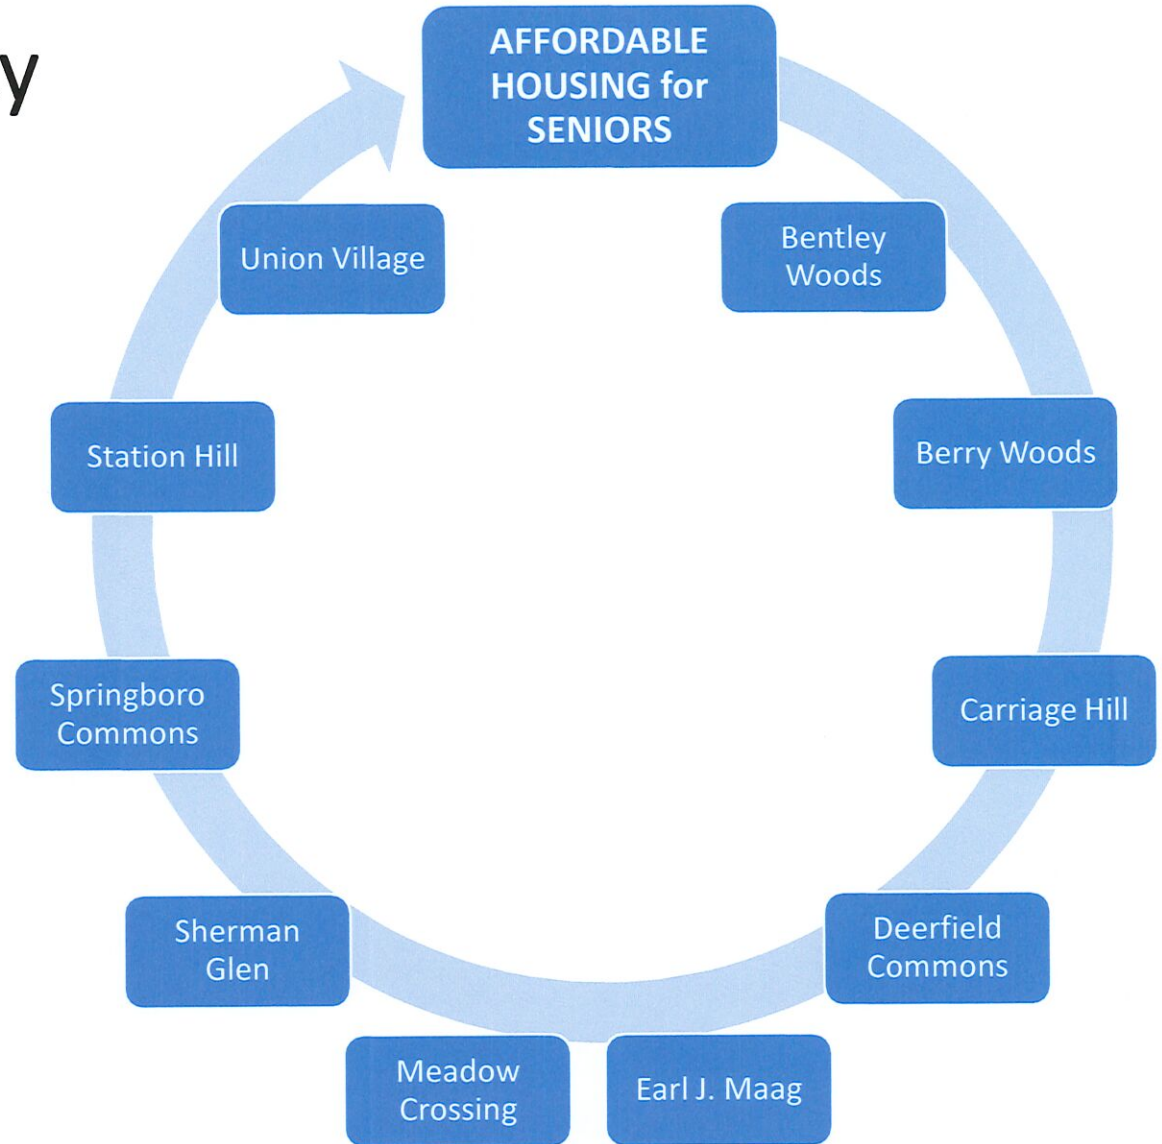 y
AFFORDABLE
HOUSING for
SENIORS
Bentley
Woods
Berry Woods
Carriage Hill
Deerfield
Commons
Earl J. Maag
Meadow
Crossing
Sherman
Glen
Springboro
Commons
Station Hill
Union Village